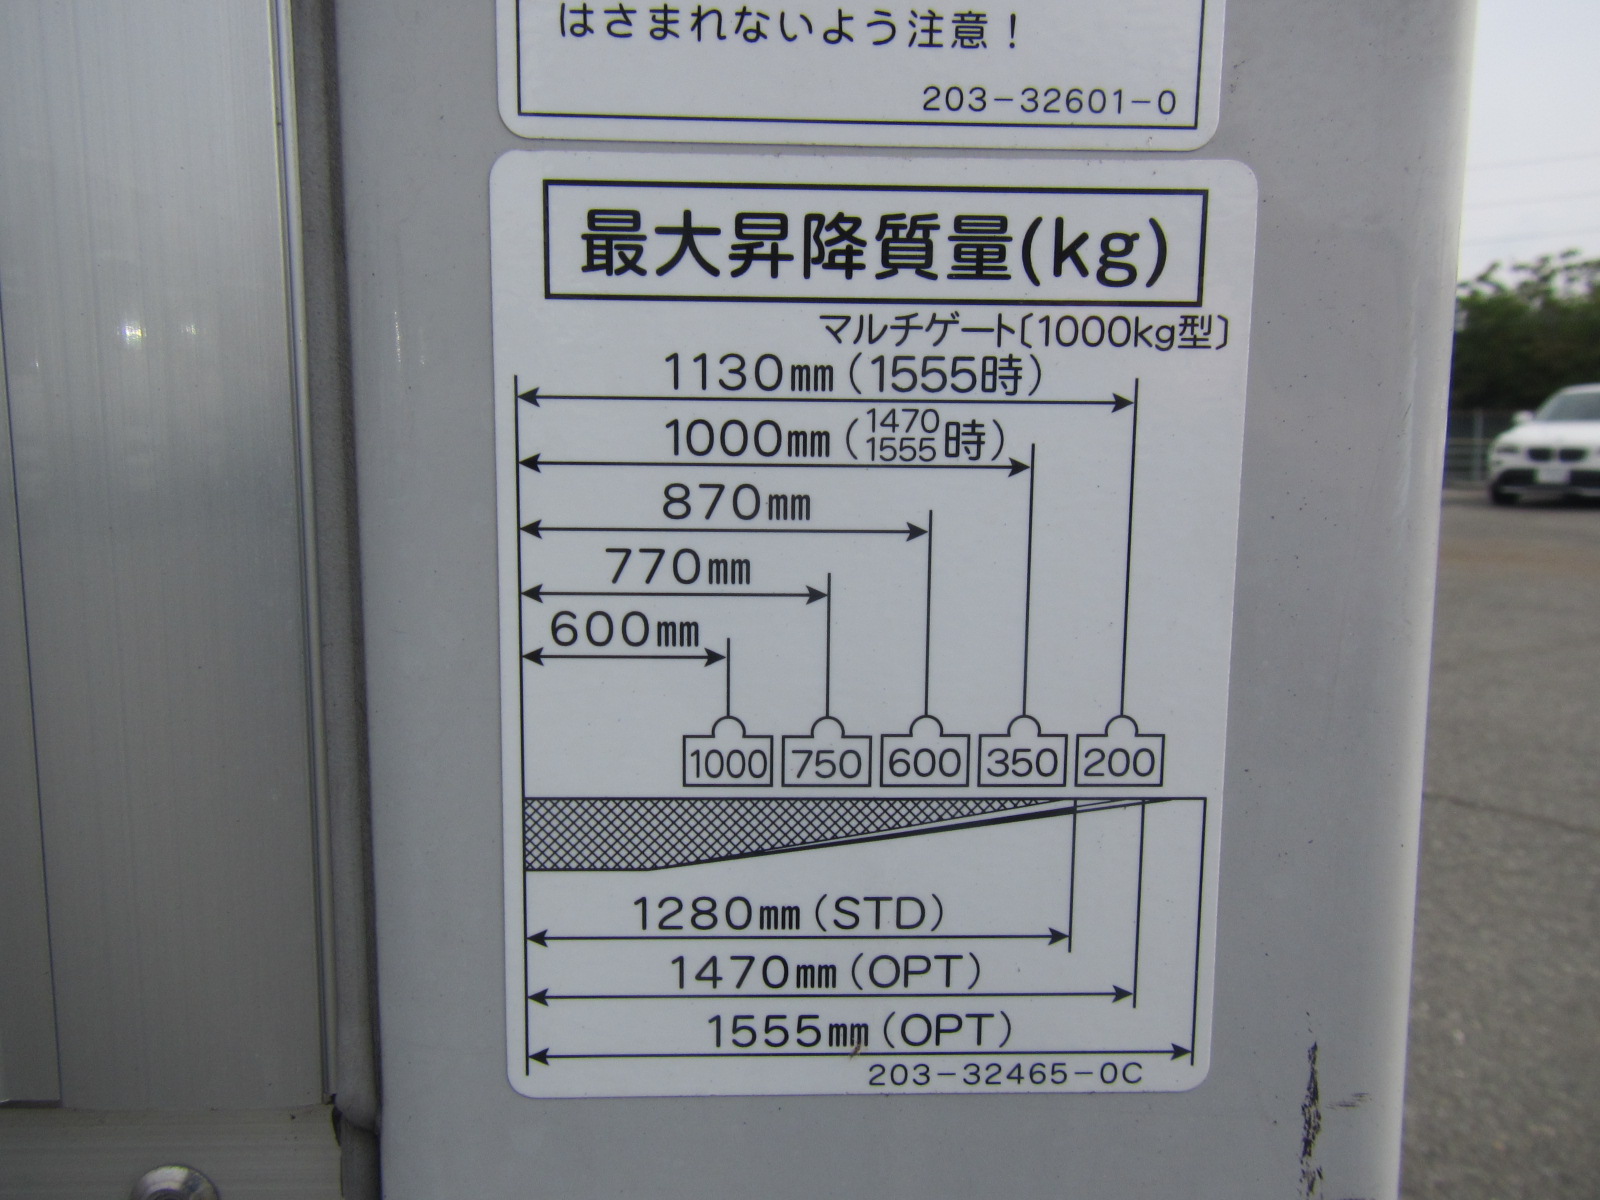 はさまれないよう注意！
203-32601-0
最大昇降質量(kg)
マルチゲート〔1000kg型〕
1130mm（1555時）
1000mm（1470 1555時）
870mm
770mm
600mm
1000 750 600 350 200
1280mm（STD）
1470mm（OPT）
1555mm（OPT）
203-32465-0C